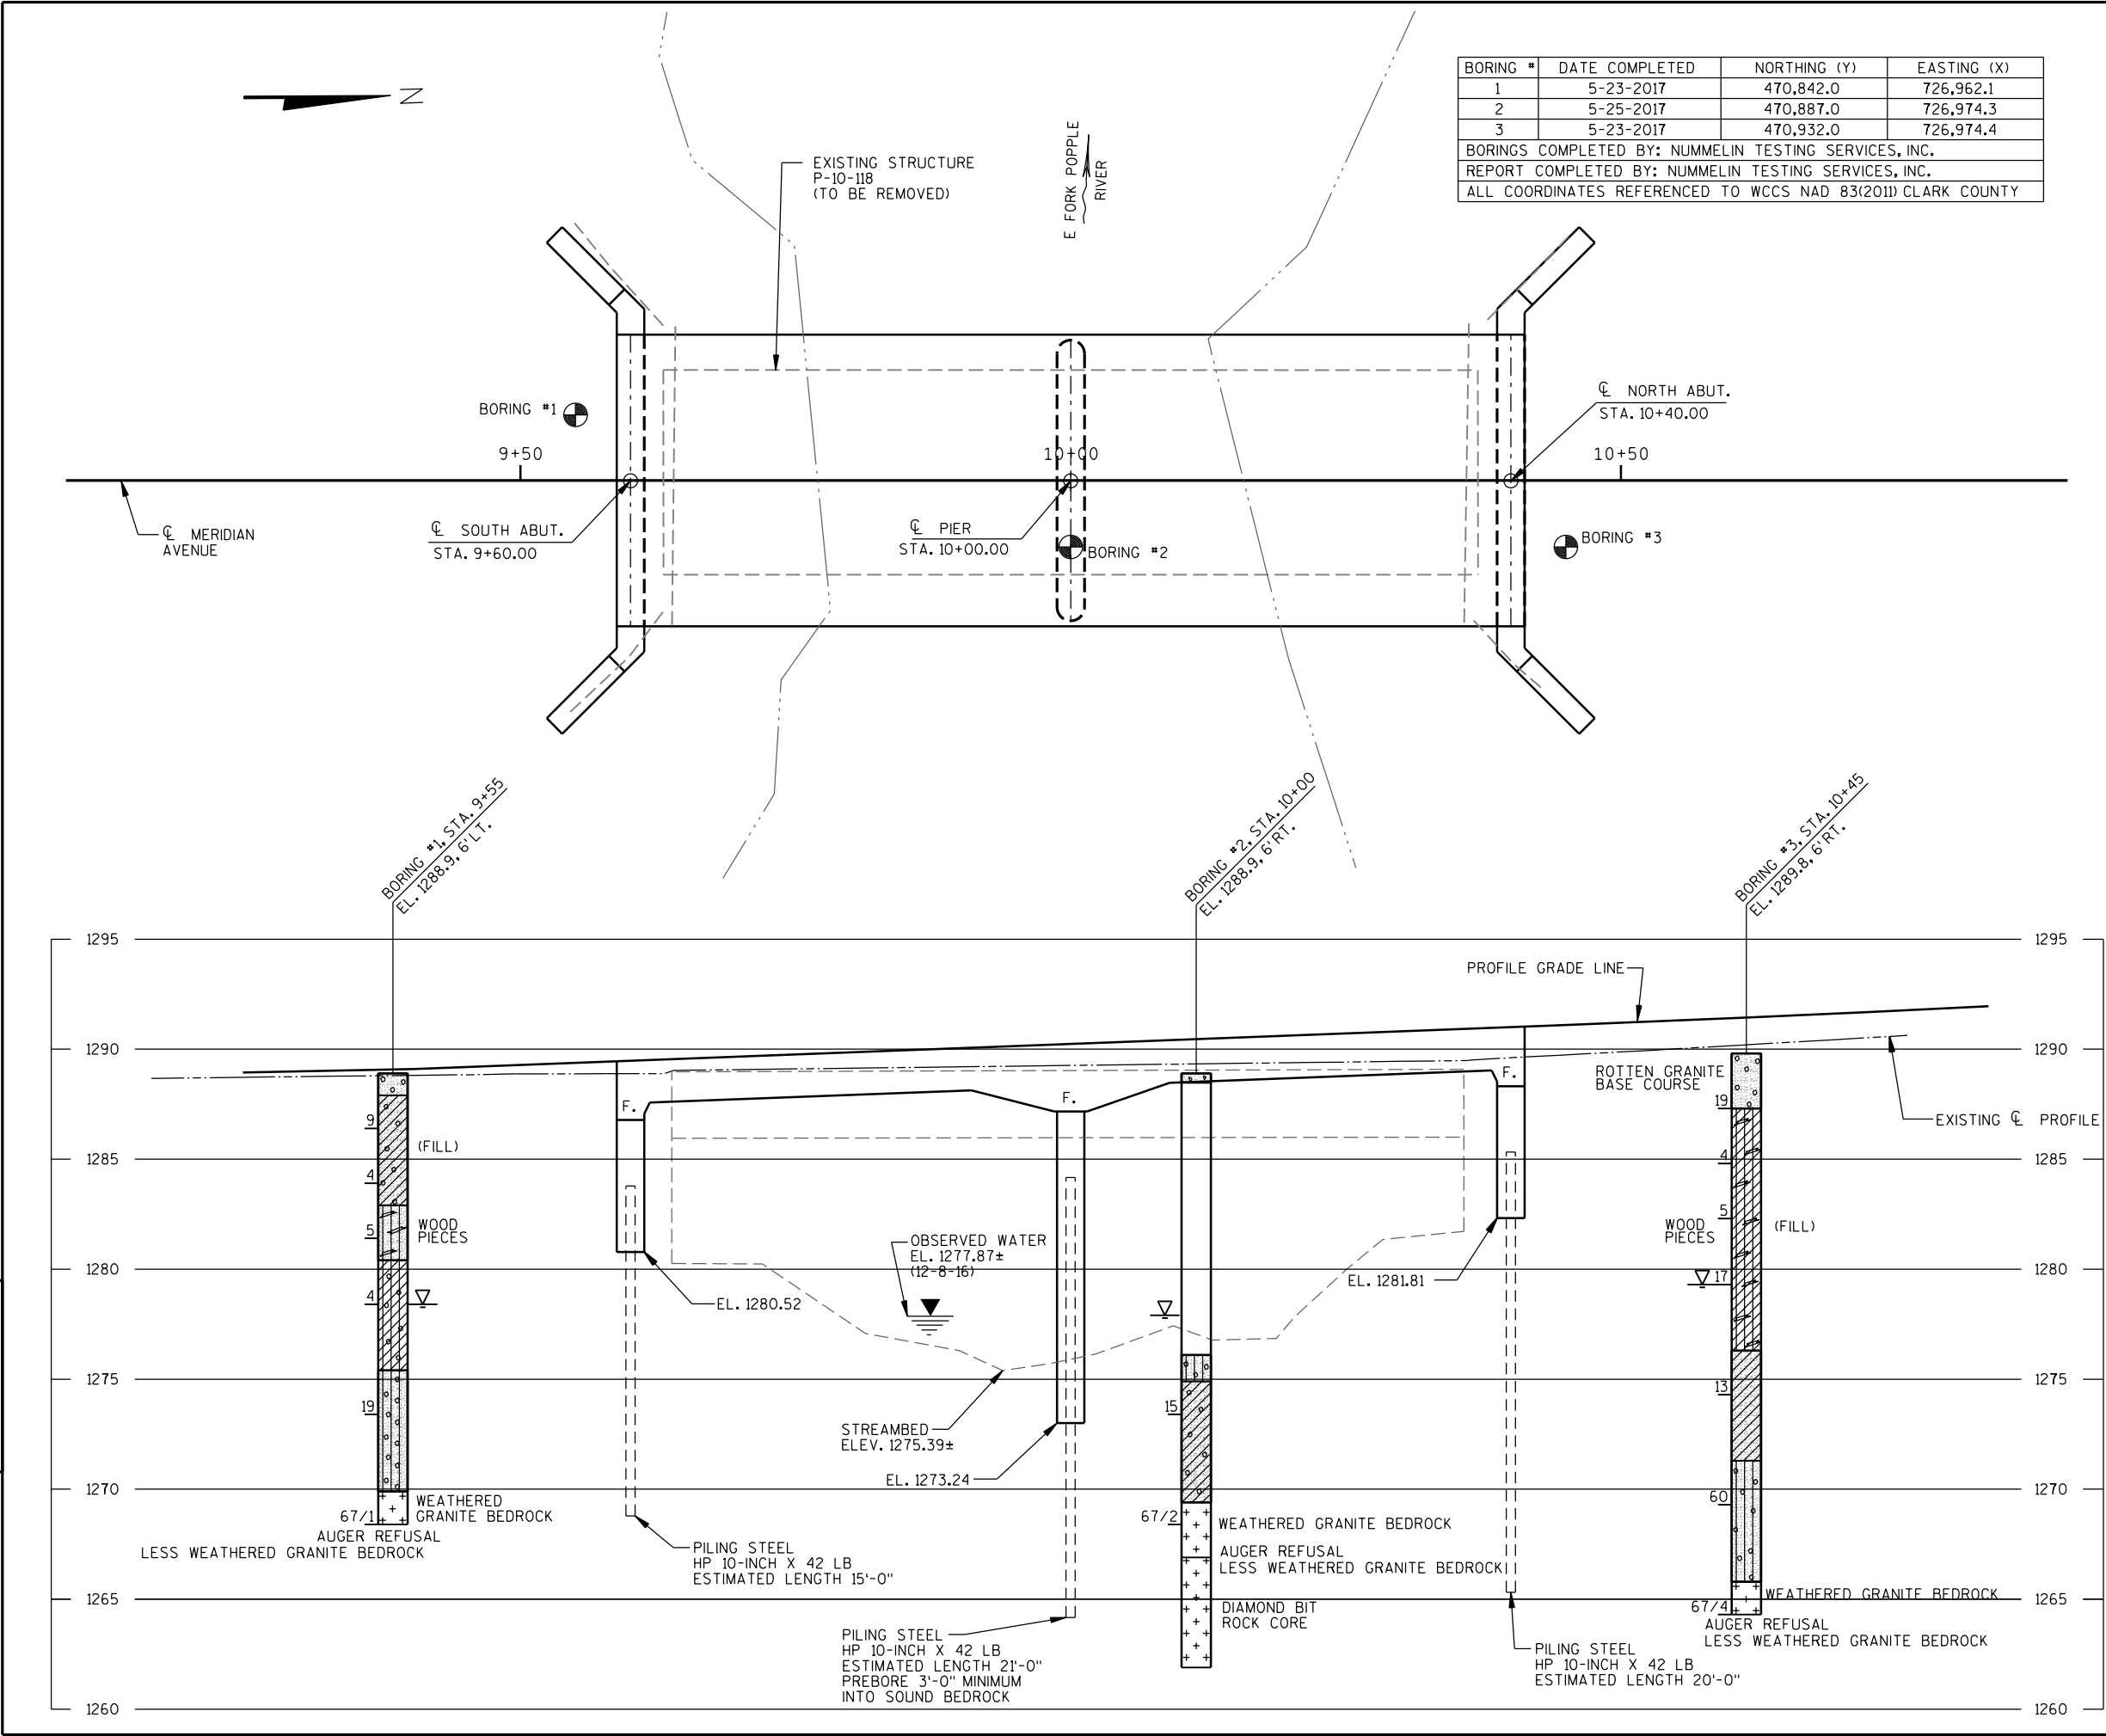 BORING # DATE COMPLETED NORTHING (Y) EASTING (X)
1 5-23-2017 470,842.0 726,962.1
2 5-25-2017 470,887.0 726,974.3
3 5-23-2017 470,932.0 726,974.4
BORINGS COMPLETED BY: NUMMELIN TESTING SERVICES, INC.
REPORT COMPLETED BY: NUMMELIN TESTING SERVICES, INC.
ALL COORDINATES REFERENCED TO WCCS NAD 83(2011) CLARK COUNTY
N
EXISTING STRUCTURE
P-10-118
(TO BE REMOVED)
E FORK POPPLE
RIVER
BORING #1
9+50
10+00
10+50
℄ NORTH ABUT.
STA. 10+40.00
℄ MERIDIAN
AVENUE
℄ SOUTH ABUT.
STA. 9+60.00
℄ PIER
STA. 10+00.00
BORING #2
BORING #3
BORING #1, STA. 9+55
EL. 1288.9, 6' LT.
BORING #2, STA. 10+00
EL. 1288.9, 6' RT.
BORING #3, STA. 10+45
EL. 1289.8, 6' RT.
1295 1295
PROFILE GRADE LINE
1290 1290
ROTTEN GRANITE
BASE COURSE
F.
F.
F.
19
9
EXISTING ℄ PROFILE
(FILL)
1285 1285
4
4
WOOD
PIECES
5
5
WOOD
PIECES
(FILL)
OBSERVED WATER
EL. 1277.87±
(12-8-16)
1280 1280
17
EL. 1281.81
4
EL. 1280.52
1275 1275
13
19
15
STREAMBED
ELEV. 1275.39±
EL. 1273.24
1270 1270
60
WEATHERED
GRANITE BEDROCK
67/1
AUGER REFUSAL
LESS WEATHERED GRANITE BEDROCK
67/2
WEATHERED GRANITE BEDROCK
AUGER REFUSAL
LESS WEATHERED GRANITE BEDROCK
PILING STEEL
HP 10-INCH X 42 LB
ESTIMATED LENGTH 15'-0"
1265 1265
WEATHERED GRANITE BEDROCK
67/4
AUGER REFUSAL
LESS WEATHERED GRANITE BEDROCK
DIAMOND BIT
ROCK CORE
PILING STEEL
HP 10-INCH X 42 LB
ESTIMATED LENGTH 21'-0"
PREBORE 3'-0" MINIMUM
INTO SOUND BEDROCK
PILING STEEL
HP 10-INCH X 42 LB
ESTIMATED LENGTH 20'-0"
1260 1260